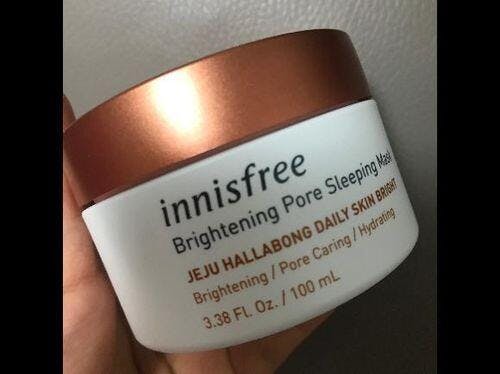 innisfree
Brightening Pore Sleeping Mask
JEJU HALLABONG DAILY SKIN BRIGHT
Brightening / Pore Caring / Hydrating
3.38 Fl. Oz. / 100 mL